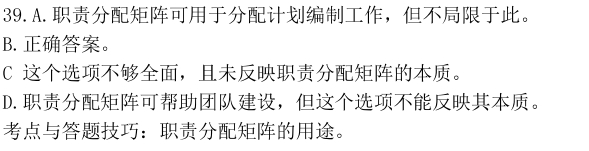 39.A.职责分配矩阵可用于分配计划编制工作，但不局限于此。
B.正确答案。
C 这个选项不够全面，且未反映职责分配矩阵的本质。
D.职责分配矩阵可帮助团队建设，但这个选项不能反映其本质。
考点与答题技巧：职责分配矩阵的用途。